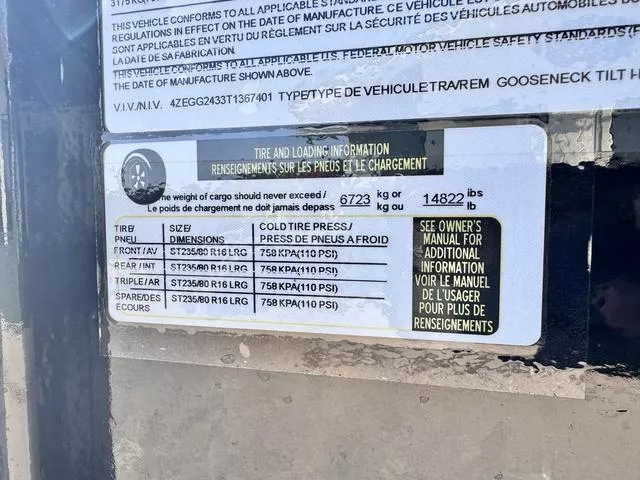 THIS VEHICLE CONFORMS TO ALL APPLICABLE
REGULATIONS IN EFFECT ON THE DATE OF MANUFACTURE. CE VEHICULE EST
SONT APPLICABLES EN VERTU DU RÈGLEMENT SUR LA SÉCURITÉ DES VÉHICULES AUTOMOBILES
LA DATE DE SA FABRICATION.
THIS VEHICLE CONFORMS TO ALL APPLICABLE U.S. FEDERAL MOTOR VEHICLE SAFETY STANDARDS
THE DATE OF MANUFACTURE SHOWN ABOVE.
V.I.V./N.I.V. 4ZEGG2433T1367401 TYPE/TYPE DE VEHICULE TRA/REM GOOSENECK TILT
TIRE AND LOADING INFORMATION
RENSEIGNEMENTS SUR LES PNEUS ET LE CHARGEMENT
he weight of cargo should never exceed / 6723 kg or 14822 lbs
Le poids de chargement ne doit jamais depass kg ou lb
TIRE/ SIZE/ COLD TIRE PRESS./
PNEU DIMENSIONS PRESS DE PNEUS A FROID
FRONT/AV ST235/80 R16 LRG 758 KPA(110 PSI)
REAR/INT ST235/80 R16 LRG 758 KPA(110 PSI)
TRIPLE/AR ST235/80 R16 LRG 758 KPA(110 PSI)
SPARE/DES ST235/80 R16 LRG 758 KPA(110 PSI)
ECOURS
SEE OWNER'S
MANUAL FOR
ADDITIONAL
INFORMATION
VOIR LE MANUEL
DE L'USAGER
POUR PLUS DE
RENSEIGNEMENTS